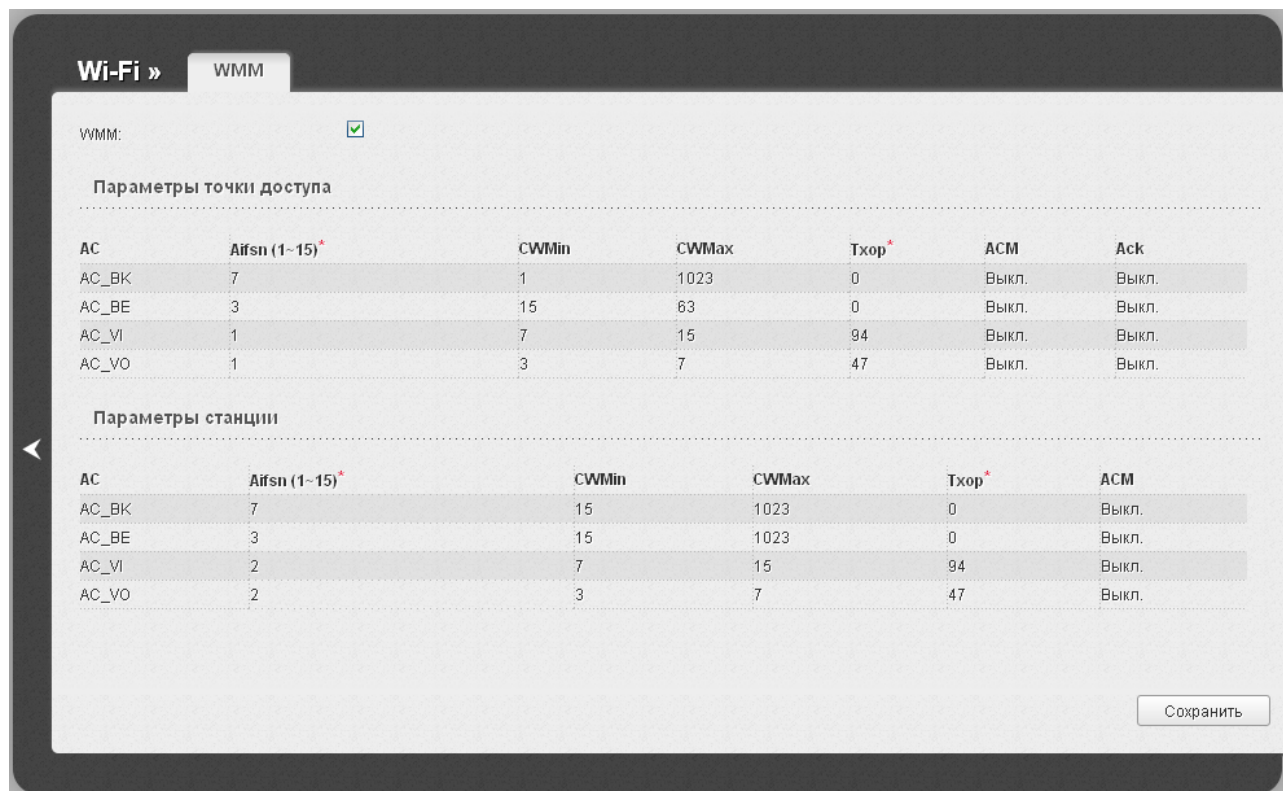 Wi-Fi » WMM
WMM:
Параметры точки доступа
AC Aifsn (1~15)* CWMin CWMax Txop* ACM Ack
AC_BK 7 1 1023 0 Выкл. Выкл.
AC_BE 3 15 63 0 Выкл. Выкл.
AC_VI 1 7 15 94 Выкл. Выкл.
AC_VO 1 3 7 47 Выкл. Выкл.
Параметры станции
AC Aifsn (1~15)* CWMin CWMax Txop* ACM
AC_BK 7 15 1023 0 Выкл.
AC_BE 3 15 1023 0 Выкл.
AC_VI 2 7 15 94 Выкл.
AC_VO 2 3 7 47 Выкл.
Сохранить